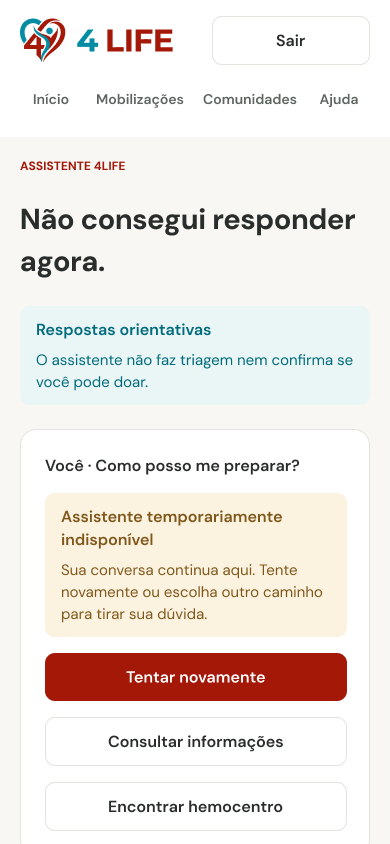 4 LIFE
Sair
Início Mobilizações Comunidades Ajuda
ASSISTENTE 4LIFE
Não consegui responder
agora.
Respostas orientativas
O assistente não faz triagem nem confirma se
você pode doar.
Você · Como posso me preparar?
Assistente temporariamente
indisponível
Sua conversa continua aqui. Tente
novamente ou escolha outro caminho
para tirar sua dúvida.
Tentar novamente
Consultar informações
Encontrar hemocentro